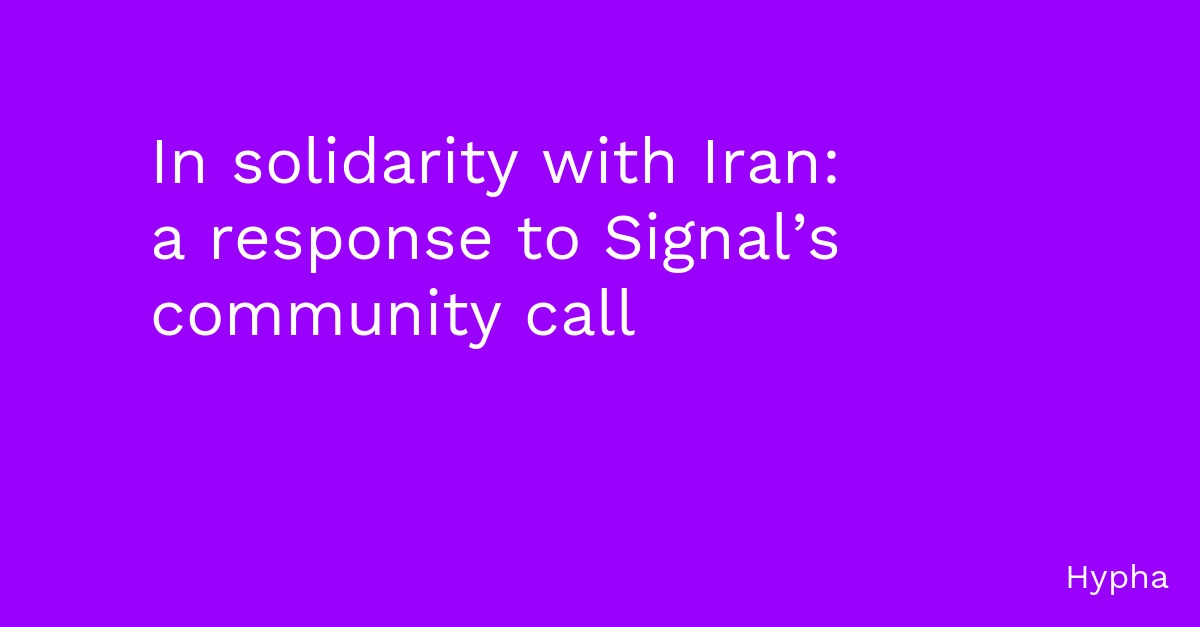 In solidarity with Iran:
a response to Signal’s
community call
Hypha